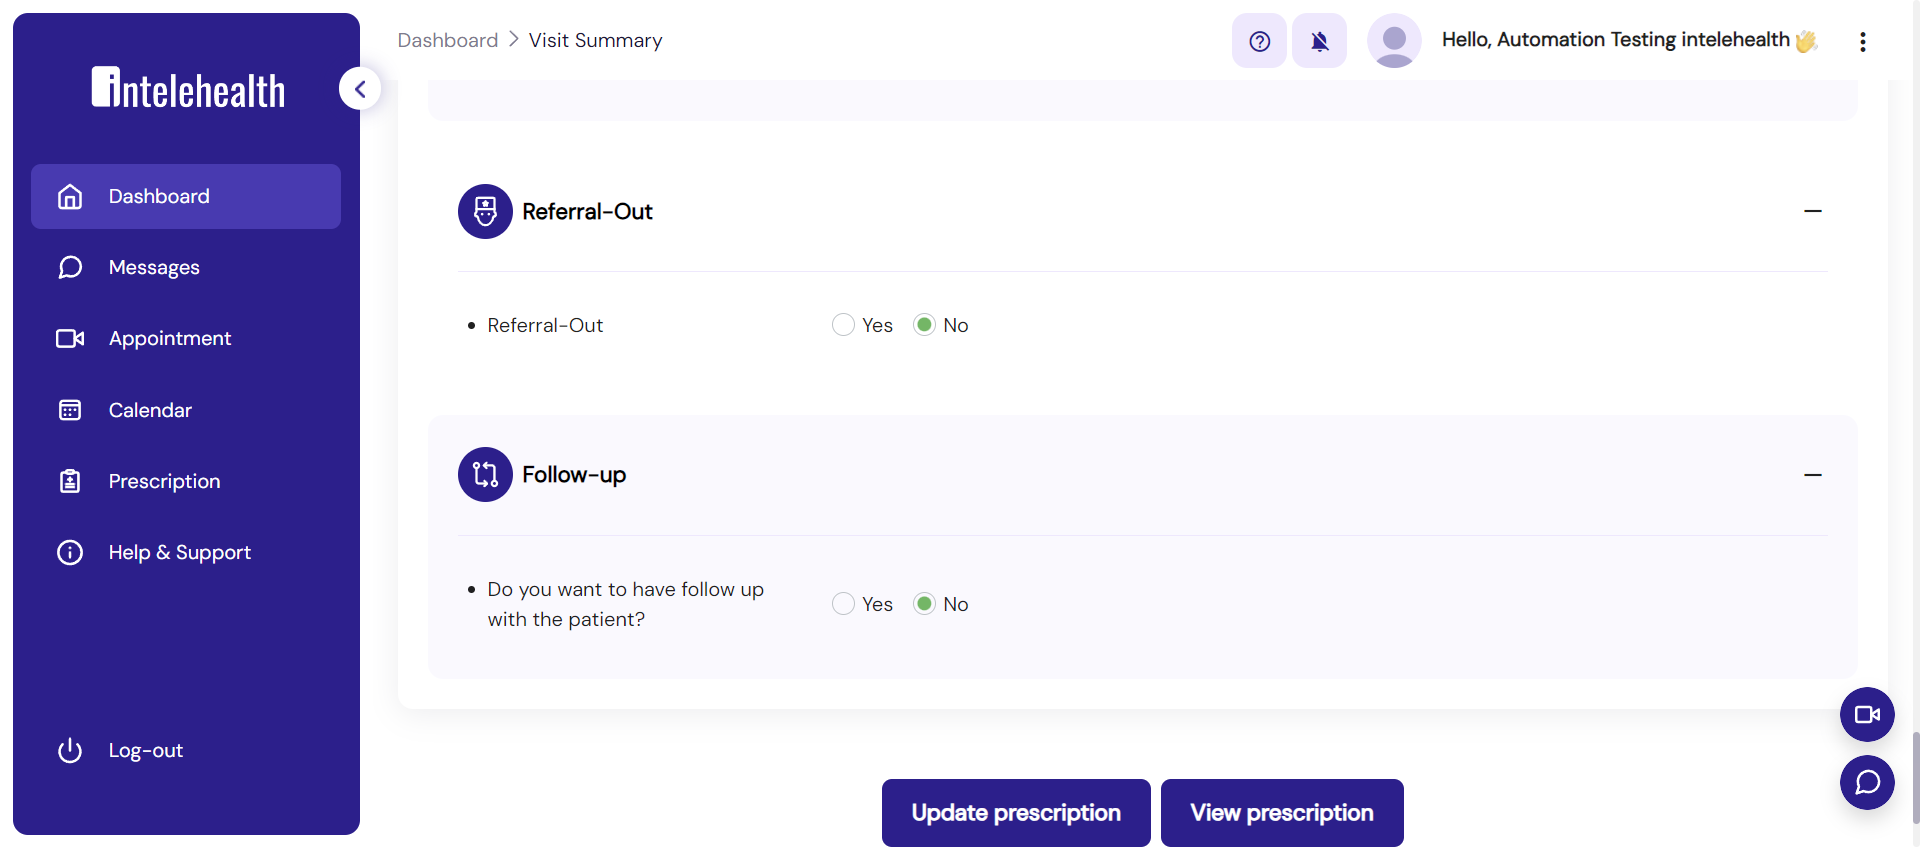 intelehealth
Dashboard
Messages
Appointment
Calendar
Prescription
Help & Support
Log-out
Dashboard > Visit Summary
Hello, Automation Testing intelehealth 👋
Referral-Out
Referral-Out Yes No
Follow-up
Do you want to have follow up
with the patient?
Yes No
Update prescription View prescription